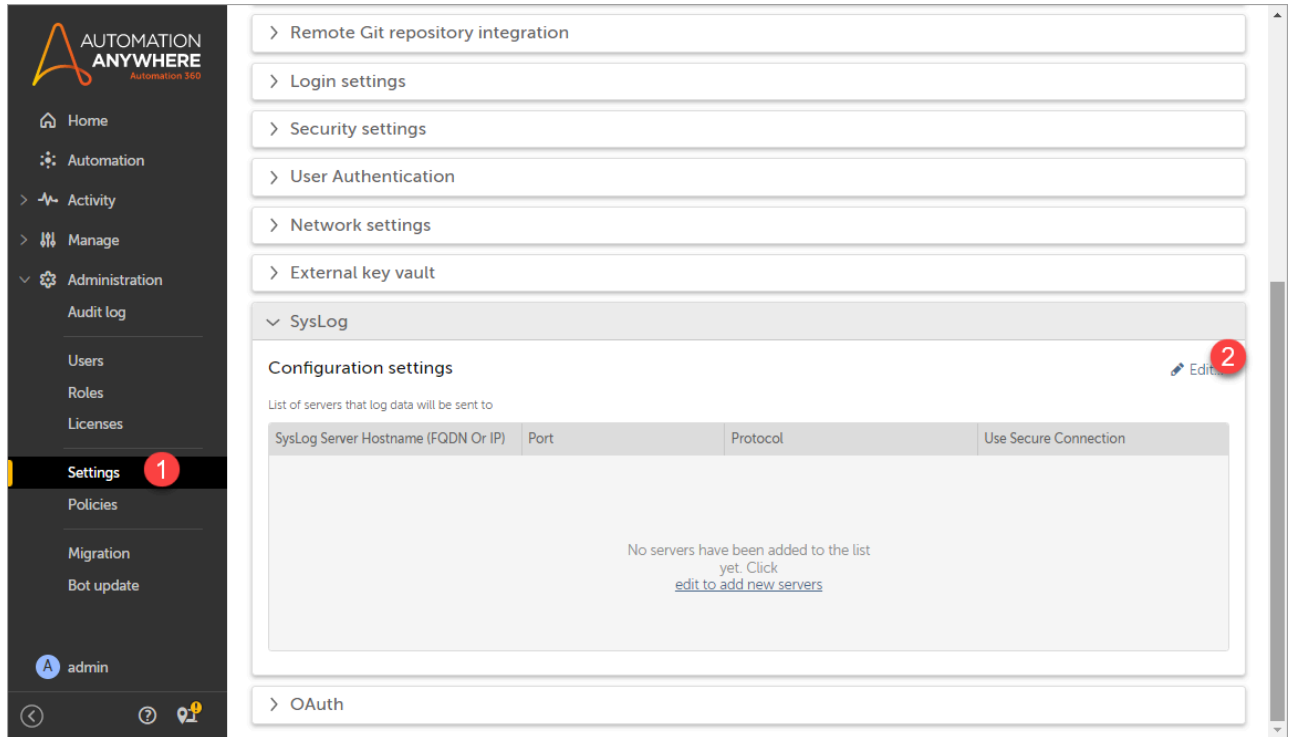 AUTOMATION
ANYWHERE
Automation 360
Home
Automation
Activity
Manage
Administration
Audit log
Users
Roles
Licenses
Settings 1
Policies
Migration
Bot update
A admin
Remote Git repository integration
Login settings
Security settings
User Authentication
Network settings
External key vault
SysLog
Configuration settings
Edit... 2
List of servers that log data will be sent to
SysLog Server Hostname (FQDN Or IP) Port Protocol Use Secure Connection
No servers have been added to the list
yet. Click
edit to add new servers
OAuth